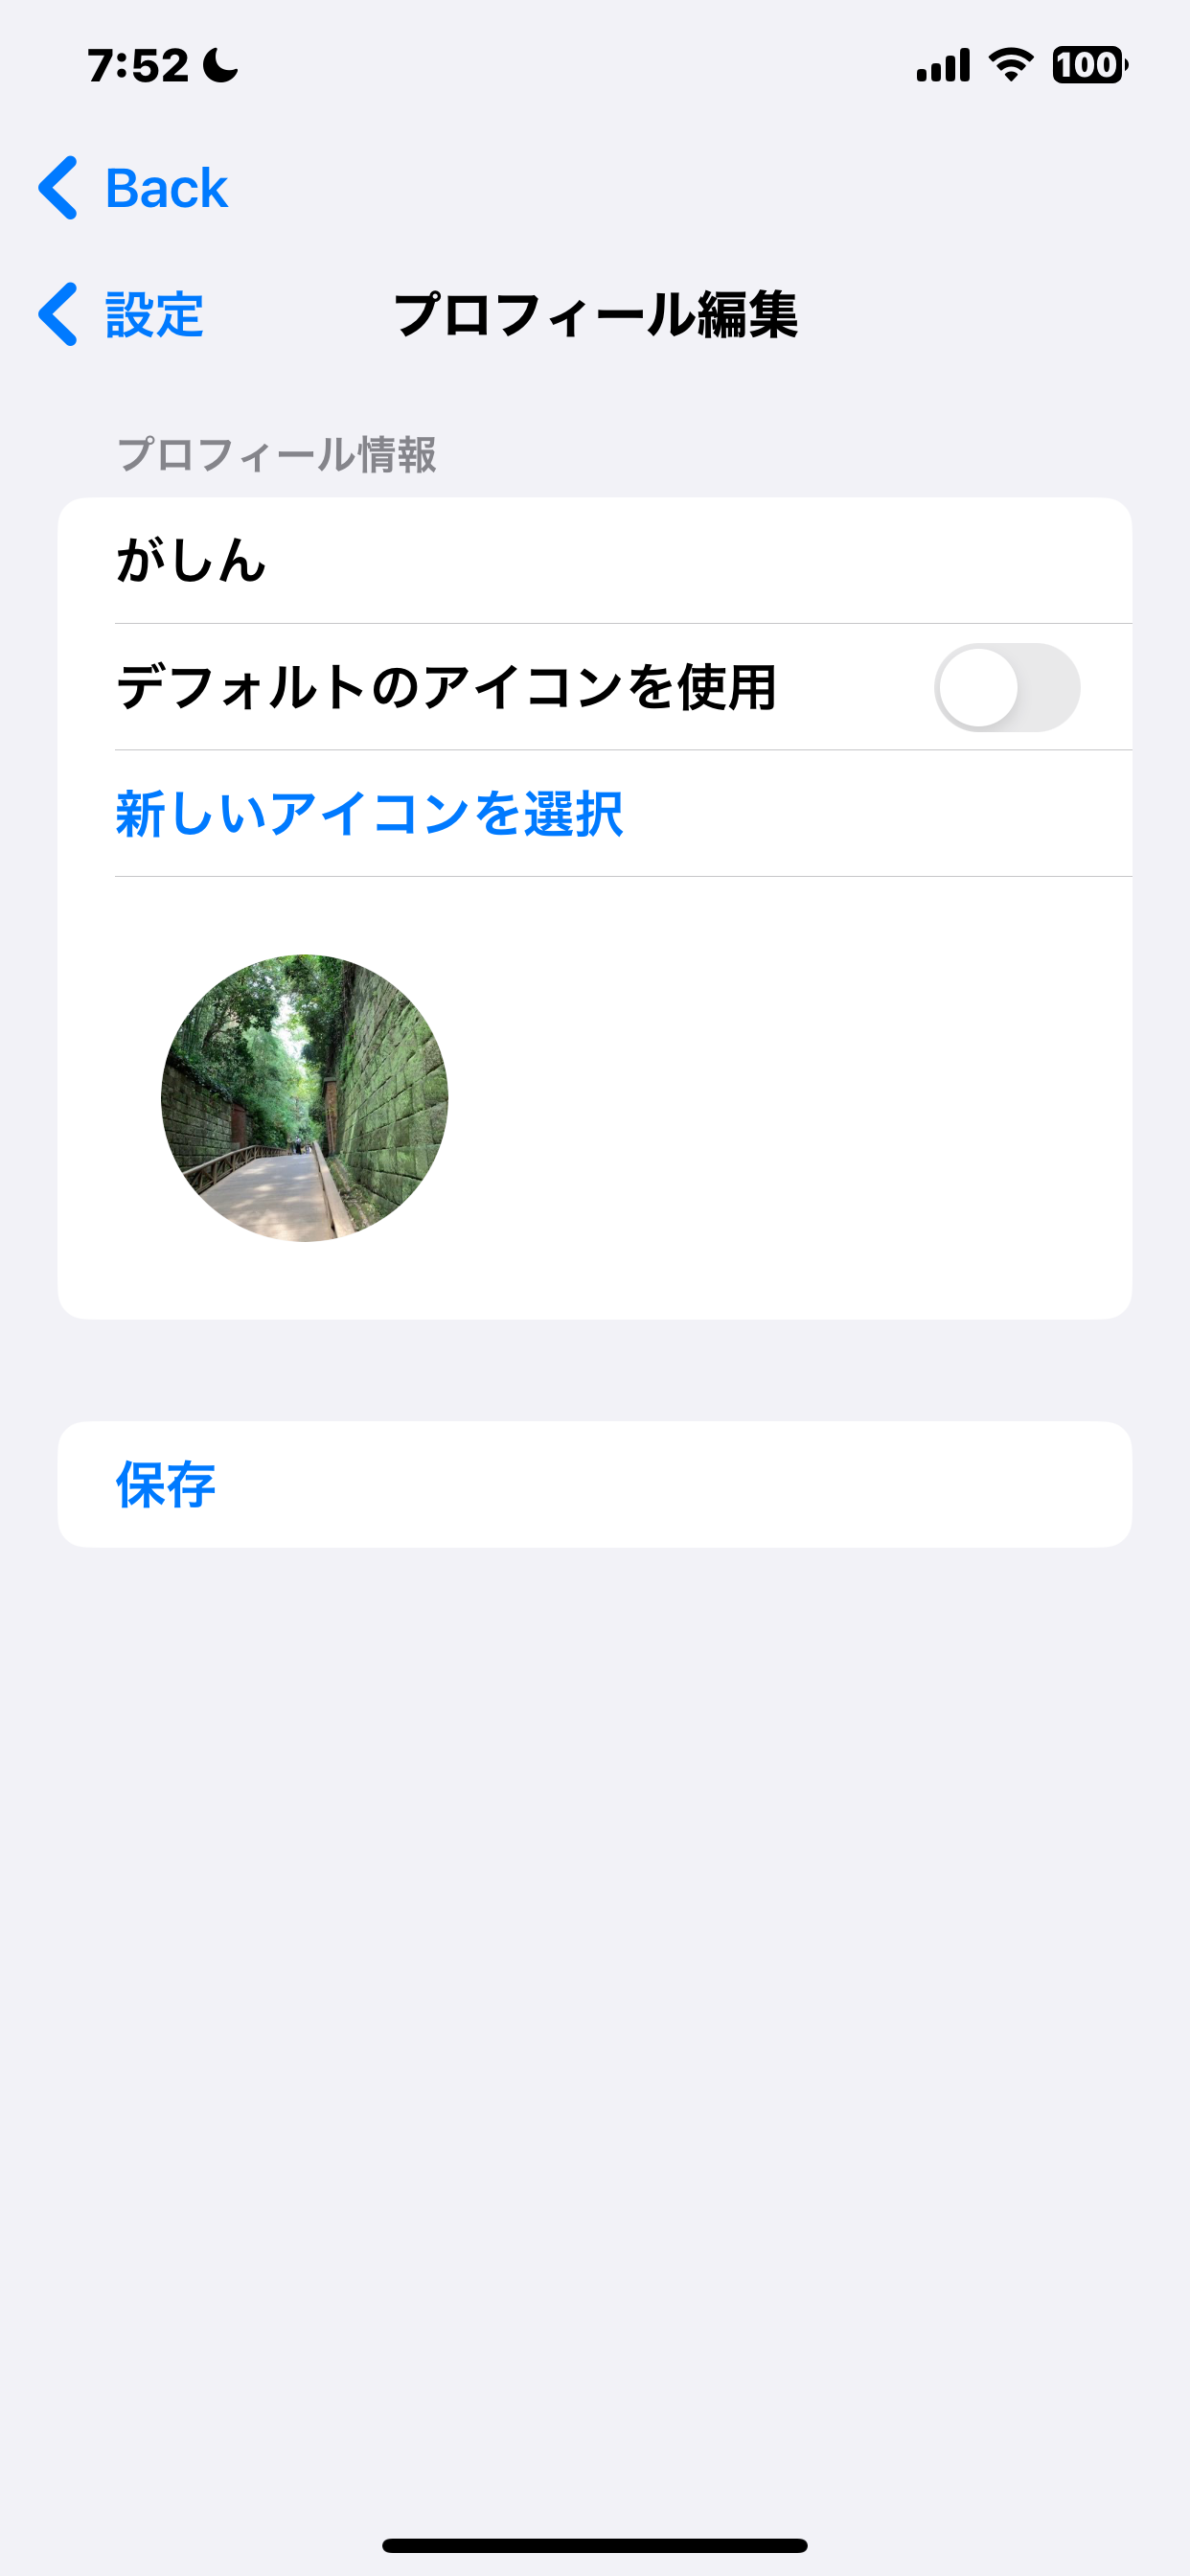 7:52
100
Back
設定
プロフィール編集
プロフィール情報
がしん
デフォルトのアイコンを使用
新しいアイコンを選択
保存